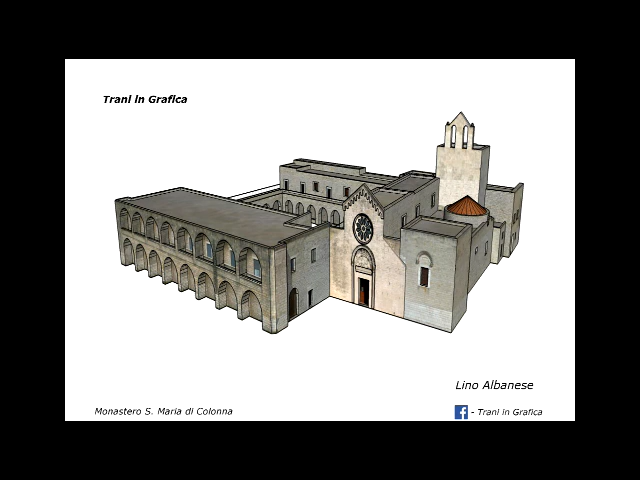 Trani in Grafica
Lino Albanese
Monastero S. Maria di Colonna
f - Trani in Grafica